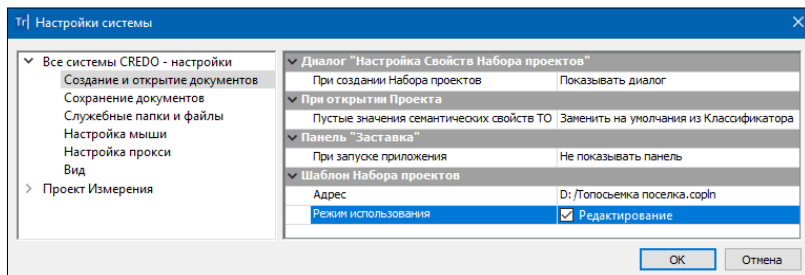 Tr Настройки системы
Все системы CREDO - настройки
Создание и открытие документов
Сохранение документов
Служебные папки и файлы
Настройка мыши
Настройка прокси
Вид
Проект Измерения
Диалог "Настройка Свойств Набора проектов"
При создании Набора проектов Показывать диалог
При открытии Проекта
Пустые значения семантических свойств ТО Заменить на умолчания из Классификатора
Панель "Заставка"
При запуске приложения Не показывать панель
Шаблон Набора проектов
Адрес D:/Топосьемка поселка.copln
Режим использования Редактирование
ОК Отмена